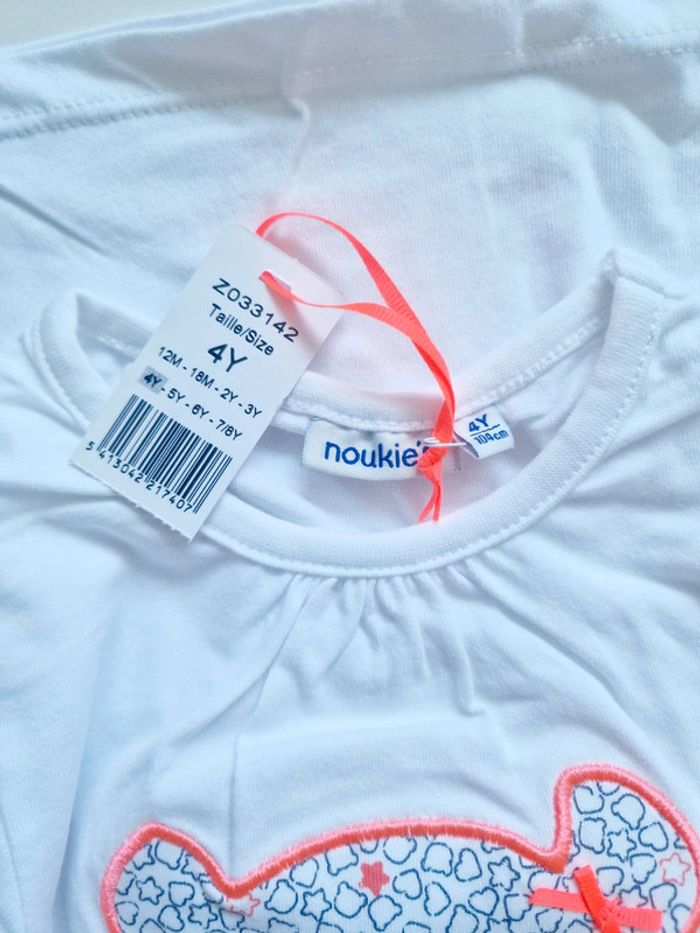 Z033142
Taille/Size
4Y
12M - 18M - 2Y - 3Y
4Y - 5Y - 6Y - 7/8Y
5 413042 217407
noukie's
4Y
104cm